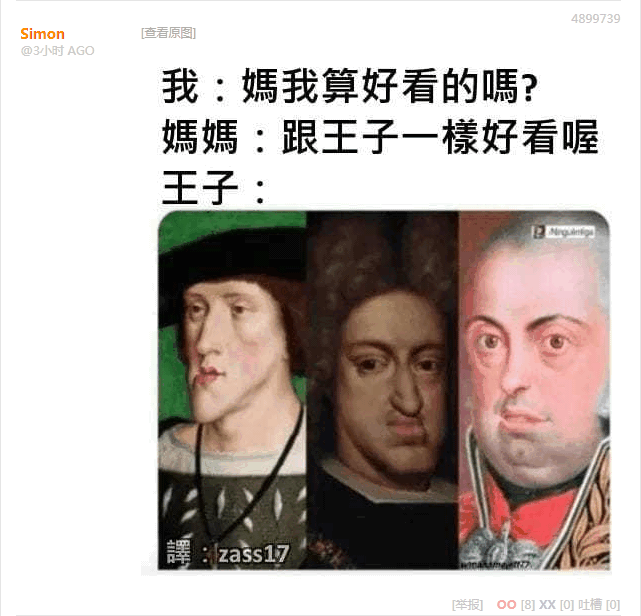 4899739
Simon
[查看原图]
@3小时 AGO
我：媽我算好看的嗎?
媽媽：跟王子一樣好看喔
王子：
譯：zass17
[举报] OO [8] XX [0] 吐槽 [0]